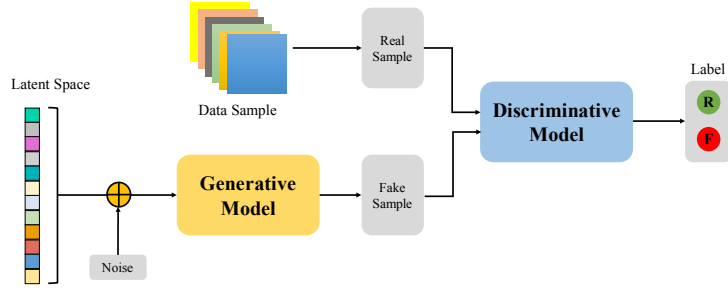 Real
Sample
Label
Latent Space
Data Sample
Discriminative
Model
R
F
Generative
Model
Fake
Sample
Noise